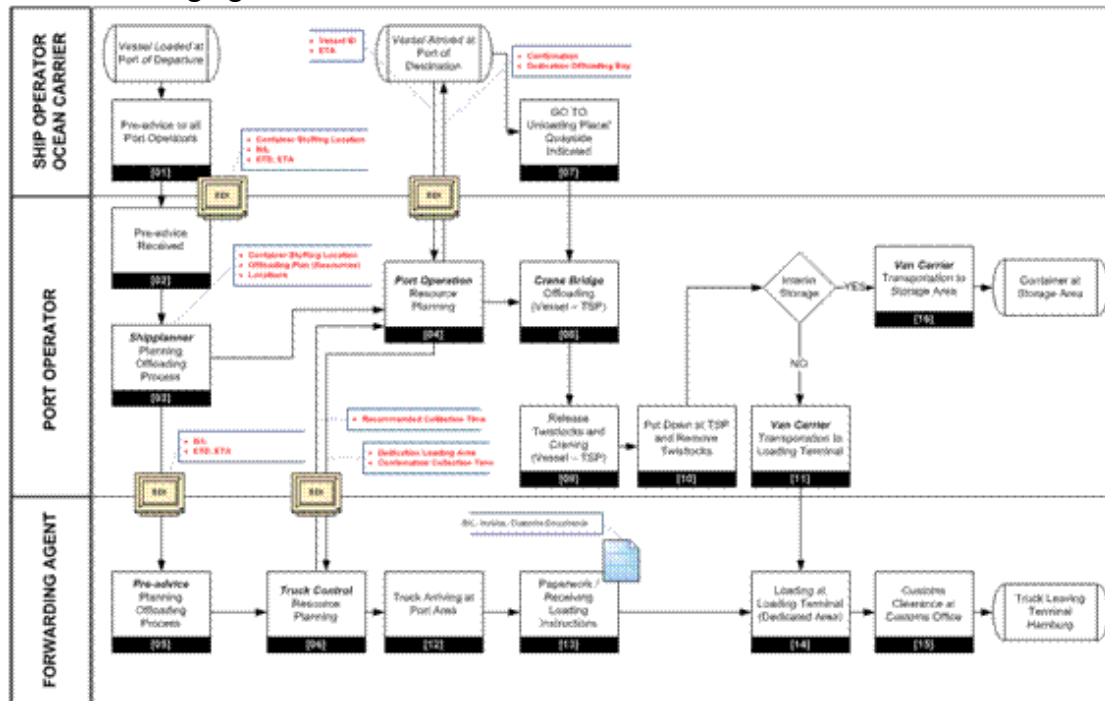 SHIP OPERATOR
OCEAN CARRIER
Vessel Loaded at
Port of Departure
Pre-advice to all
Port Operators
[01]
EDI
Container Stuffing Location
B/L
ETD, ETA
Vessel ID
ETA
Vessel Arrived at
Port of
Destination
Confirmation
Dedication Offloading Bay
EDI
GO TO
Unloading Place/
Quayside
Indicated
[07]
PORT OPERATOR
Pre-advice
Received
[02]
Container Stuffing Location
Offloading Plan (Resources)
Locations
Shipplanner
Planning
Offloading
Process
[03]
Port Operation
Resource
Planning
[04]
Crane Bridge
Offloading
(Vessel – TSP)
[08]
Release
Twistlocks and
Craning
(Vessel – TSP)
[09]
Put Down at TSP
and Remove
Twistlocks
[10]
Interim
Storage
YES
NO
Van Carrier
Transportation to
Storage Area
[16]
Container at
Storage Area
Van Carrier
Transportation to
Loading Terminal
[11]
B/L
ETD, ETA
EDI
Recommended Collection Time
Dedication Loading Area
Confirmation Collection Time
EDI
FORWARDING AGENT
Pre-advice
Planning
Offloading
Process
[05]
Truck Control
Resource
Planning
[06]
Truck Arriving at
Port Area
[12]
B/L, Invoice, Customs Documents
Paperwork /
Receiving
Loading
Instructions
[13]
Loading at
Loading Terminal
(Dedicated Area)
[14]
Customs
Clearance at
Customs Office
[15]
Truck Leaving
Terminal
Hamburg